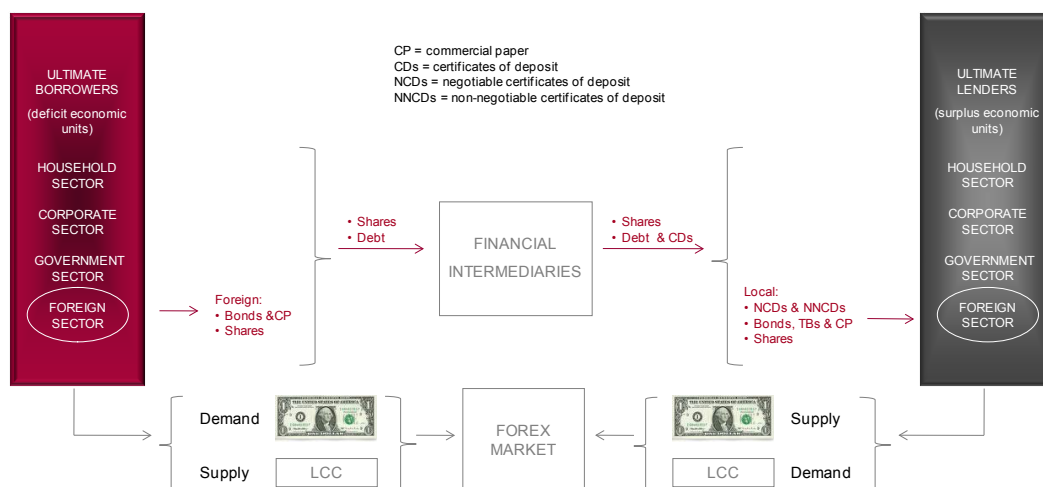 CP = commercial paper
CDs = certificates of deposit
NCDs = negotiable certificates of deposit
NNCDs = non-negotiable certificates of deposit
ULTIMATE
BORROWERS
(deficit economic
units)
HOUSEHOLD
SECTOR
CORPORATE
SECTOR
GOVERNMENT
SECTOR
FOREIGN
SECTOR
Foreign:
• Bonds &CP
• Shares
• Shares
• Debt
FINANCIAL
INTERMEDIARIES
• Shares
• Debt & CDs
Local:
• NCDs & NNCDs
• Bonds, TBs & CP
• Shares
ULTIMATE
LENDERS
(surplus economic
units)
HOUSEHOLD
SECTOR
CORPORATE
SECTOR
GOVERNMENT
SECTOR
FOREIGN
SECTOR
Demand
Supply
LCC
FOREX
MARKET
Supply
LCC
Demand